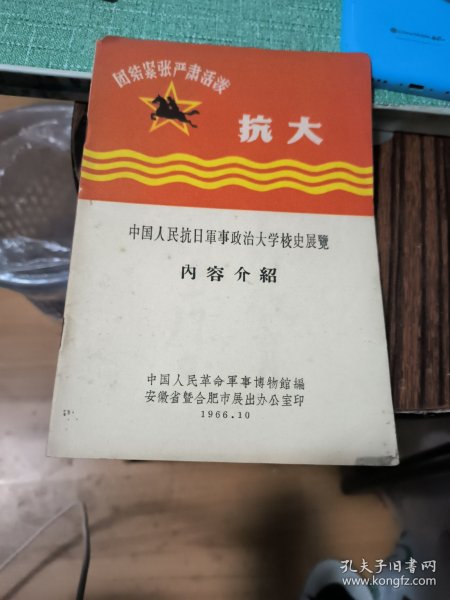 团结紧张严肃活泼
抗大
中国人民抗日軍事政治大学校史展覽
內容介紹
中国人民革命軍事博物館編
安徽省暨合肥市展出办公室印
1966.10
孔夫子旧书网
www.kongfz.com